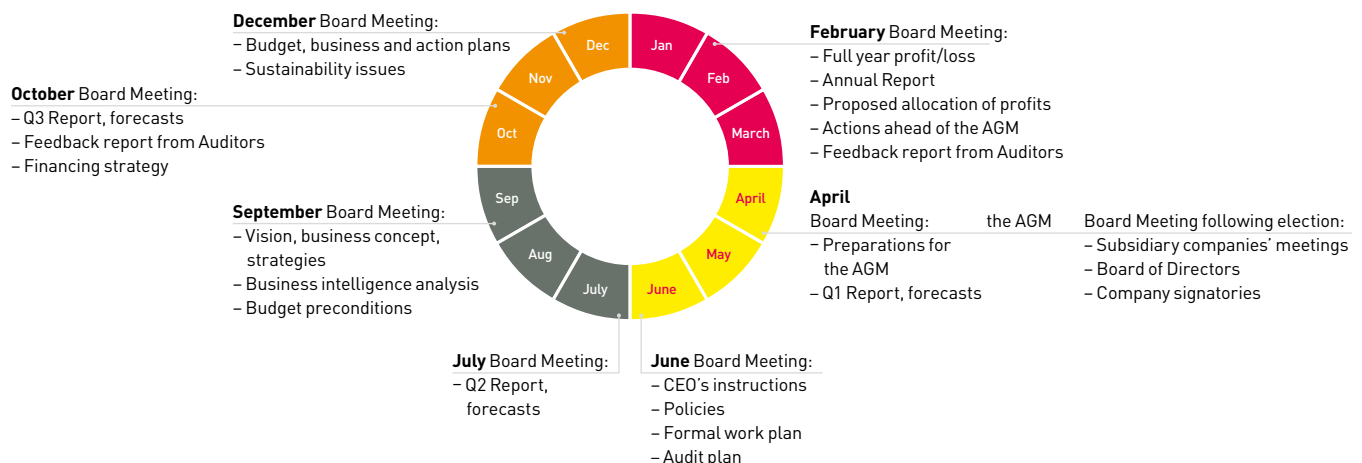 December Board Meeting:
– Budget, business and action plans
– Sustainability issues
October Board Meeting:
– Q3 Report, forecasts
– Feedback report from Auditors
– Financing strategy
September Board Meeting:
– Vision, business concept,
strategies
– Business intelligence analysis
– Budget preconditions
July Board Meeting:
– Q2 Report,
forecasts
June Board Meeting:
– CEO’s instructions
– Policies
– Formal work plan
– Audit plan
February Board Meeting:
– Full year profit/loss
– Annual Report
– Proposed allocation of profits
– Actions ahead of the AGM
– Feedback report from Auditors
April
Board Meeting:
– Preparations for
the AGM
– Q1 Report, forecasts
the AGM
Board Meeting following election:
– Subsidiary companies’ meetings
– Board of Directors
– Company signatories
Jan
Feb
March
April
May
June
July
Aug
Sep
Oct
Nov
Dec